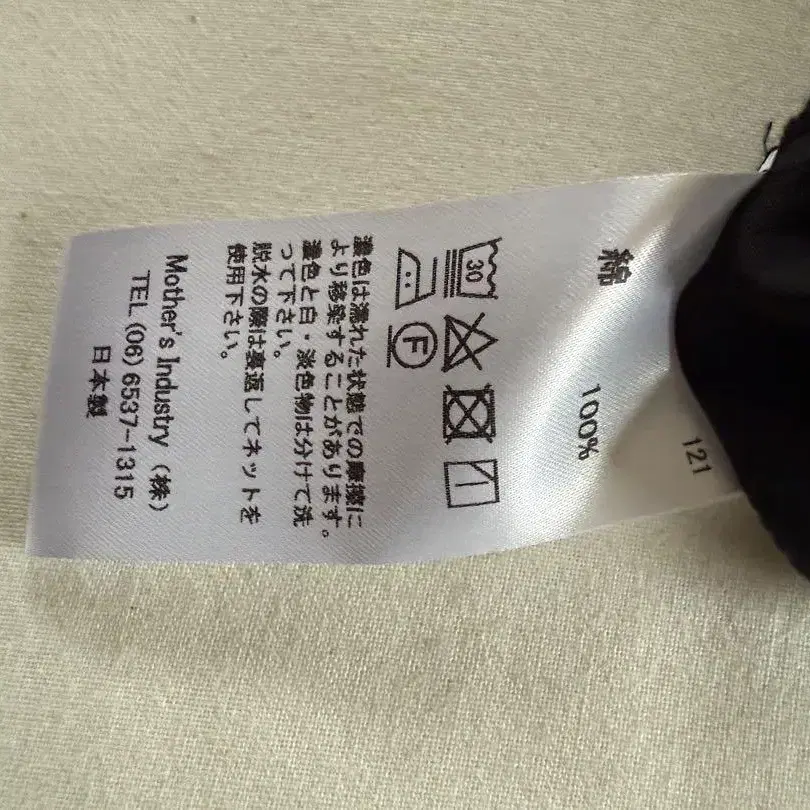 121
綿 100%
30
F
濃色は濡れた状態での摩擦に
より移染することがあります。
濃色と白・淡色物は分けて洗
って下さい。
脱水の際は裏返してネットを
使用下さい。
Mother's Industry (株)
TEL (06) 6537-1315
日本製